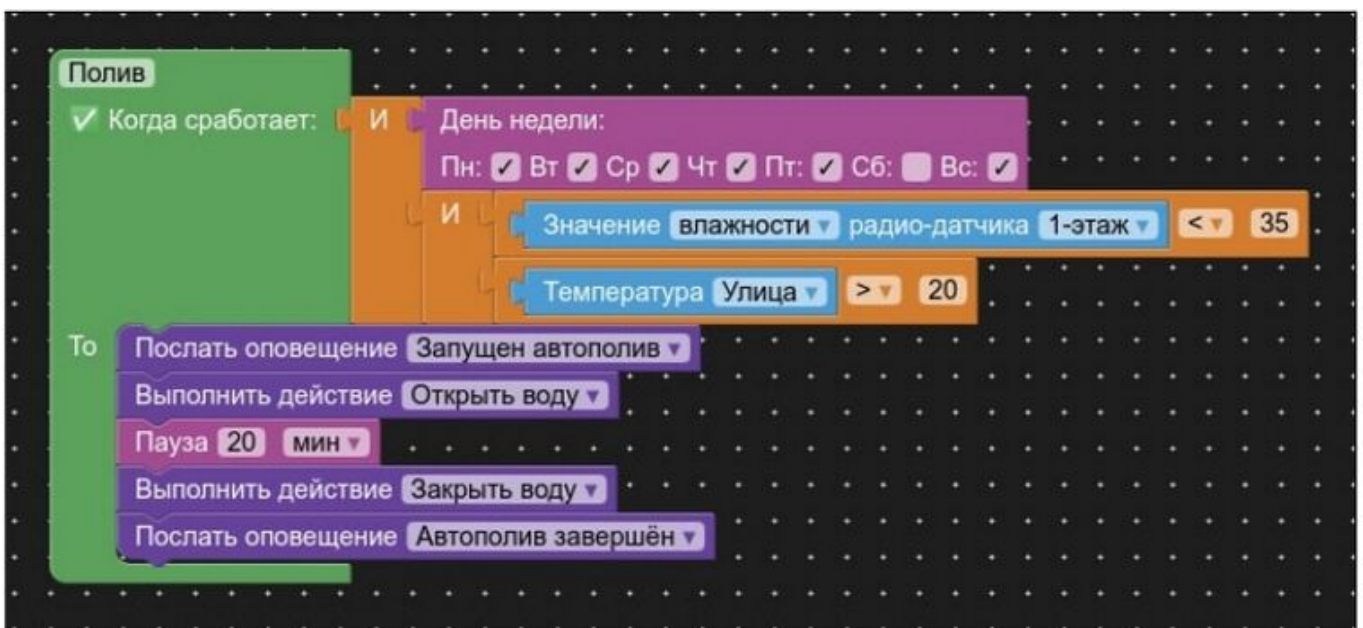 Полив
Когда сработает: И День недели:
Пн: Вт Ср Чт Пт: Сб: Вс:
И Значение влажности радио-датчика 1-этаж < 35
Температура Улица > 20
То Послать оповещение Запущен автополив
Выполнить действие Открыть воду
Пауза 20 мин
Выполнить действие Закрыть воду
Послать оповещение Автополив завершён